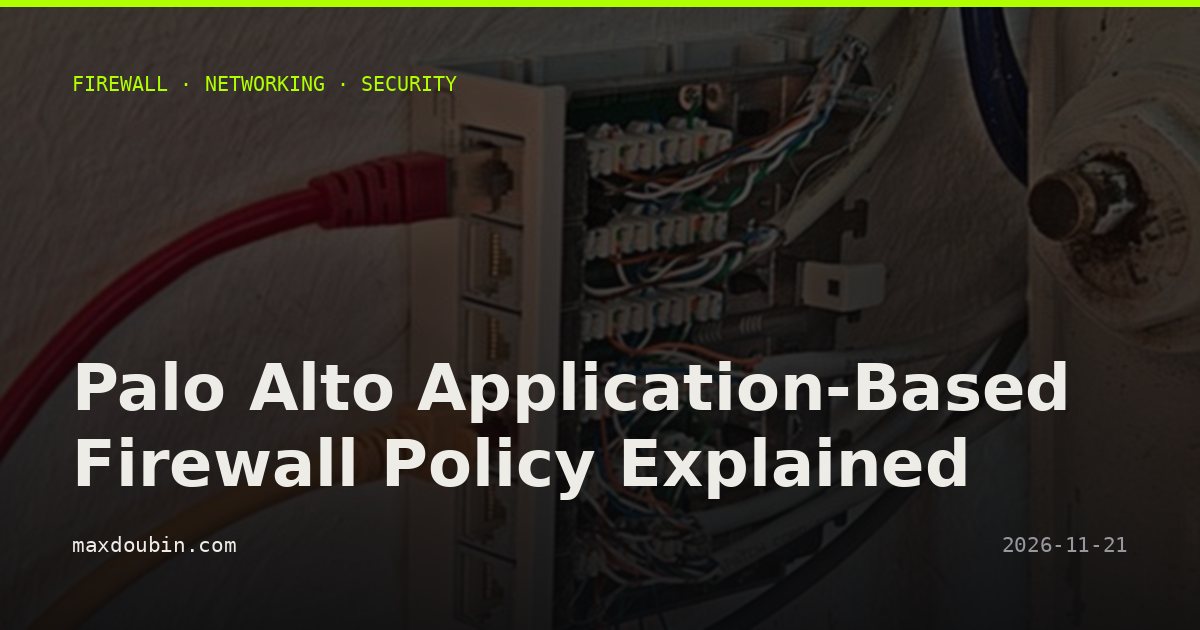 FIREWALL · NETWORKING · SECURITY
Palo Alto Application-Based
Firewall Policy Explained
maxdoubin.com
2026-11-21